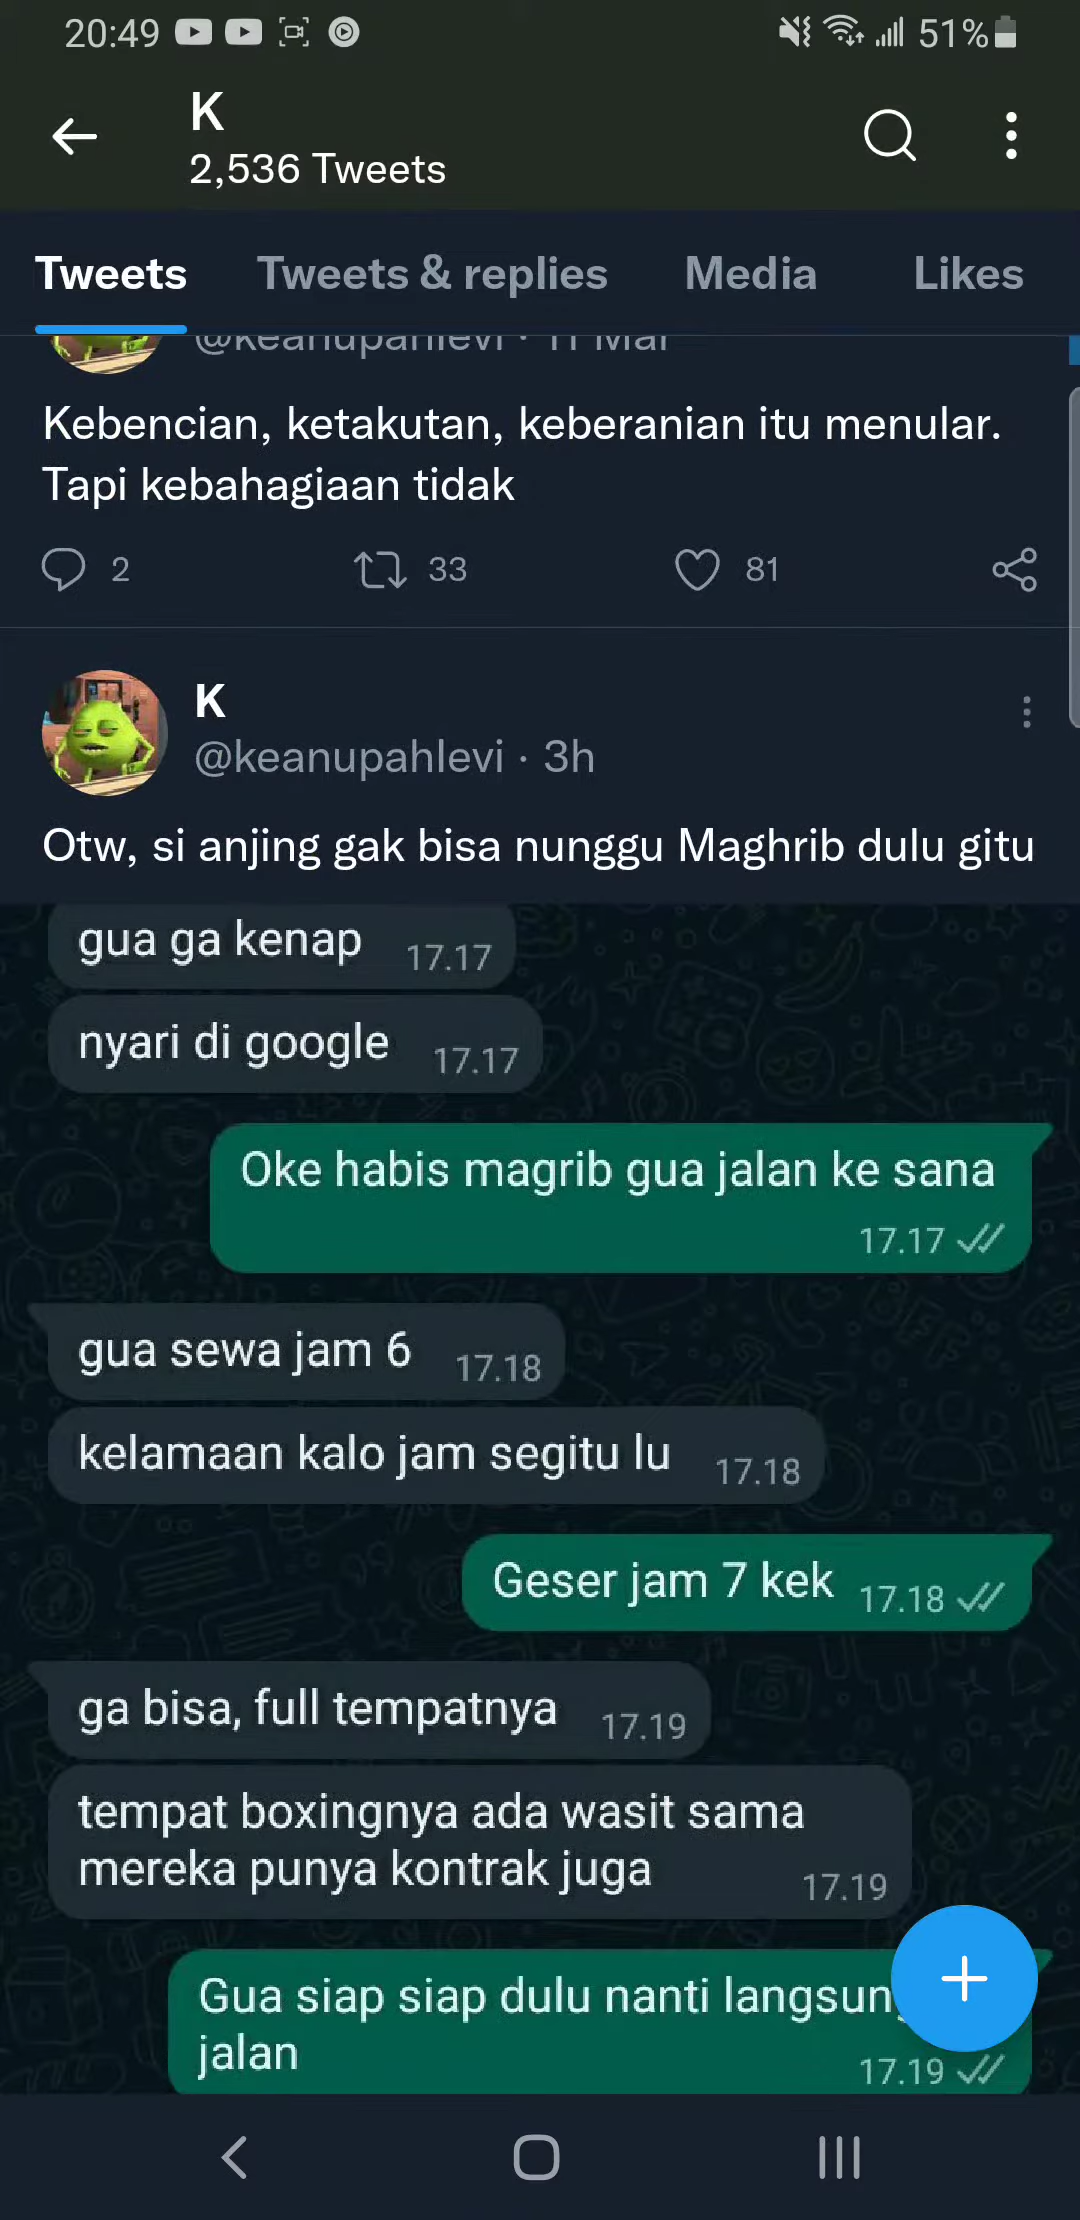 20:49
51%
K
2,536 Tweets
Tweets
Tweets & replies
Media
Likes
@keanupahlevi · 11 Mar
Kebencian, ketakutan, keberanian itu menular.
Tapi kebahagiaan tidak
2
33
81
K
@keanupahlevi · 3h
Otw, si anjing gak bisa nunggu Maghrib dulu gitu
gua ga kenap 17.17
nyari di google 17.17
Oke habis magrib gua jalan ke sana
17.17
gua sewa jam 6 17.18
kelamaan kalo jam segitu lu 17.18
Geser jam 7 kek 17.18
ga bisa, full tempatnya 17.19
tempat boxingnya ada wasit sama
mereka punya kontrak juga 17.19
Gua siap siap dulu nanti langsung
jalan
17.19